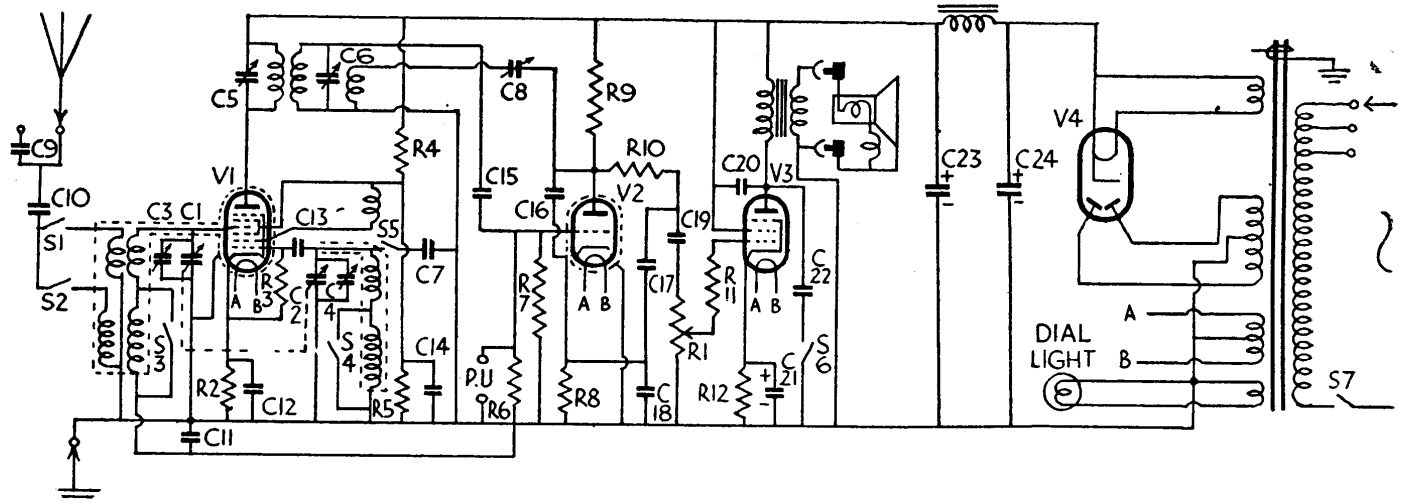 C9
C10
S1
S2
C3 C1
V1
C5
C6
C13
R3
A
B
C2
C4
S3
S4
R2
C12
C11
R4
S5
C7
R5
C14
C8
C15
C16
P.U
R6
R7
R9
R10
V2
A B
R8
C17
C18
C19
R1
R11
C20
V3
A B
R12
C21
C22
S6
C23
+
-
C24
+
-
V4
A
B
DIAL
LIGHT
S7
+
-